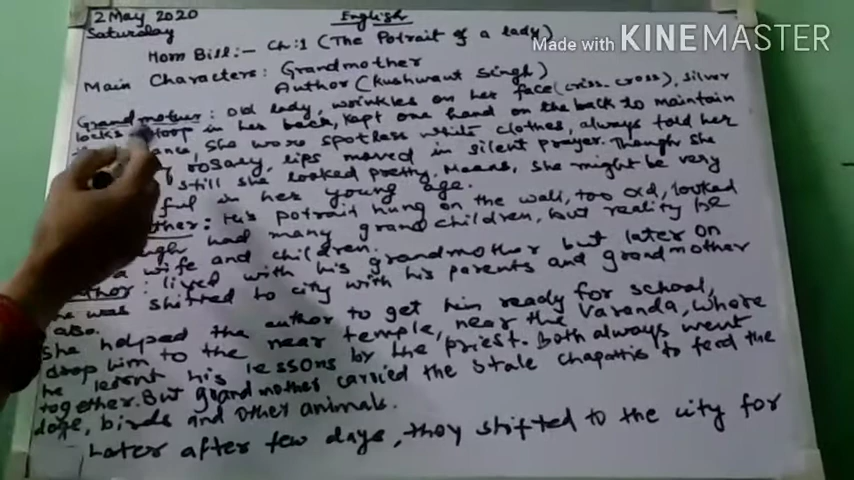 2 May 2020
English
Saturday
Horn Bill:- Ch:1 (The Potrait of a lady)
Made with KINEMASTER
Main Characters: Grandmother
Author (Kushwant Singh)
Grandmother: Old lady, wrinkles on her face (criss-cross), silver
locks stoop in her back, kept one hand on the back to maintain
she wore spotless white clothes, always told her
rosary, lips moved in silent prayer. Though she
still she looked pretty. Means, she might be very
ful in her young age.
ther: His potrait hung on the wall, too old, looked
had many grand children, but reality he
wife and children.
lived with his grandmother but later on
he was shifted to city with his parents and grandmother
also.
She helped the author to get him ready for school,
drop him to the near temple, near the Varanda, where
he lesrnt his lessons by the priest. Both always went
together. But grandmother carried the stale chapattis to feed the
dogs, birds and other animals.
Later after few days, they shifted to the city for